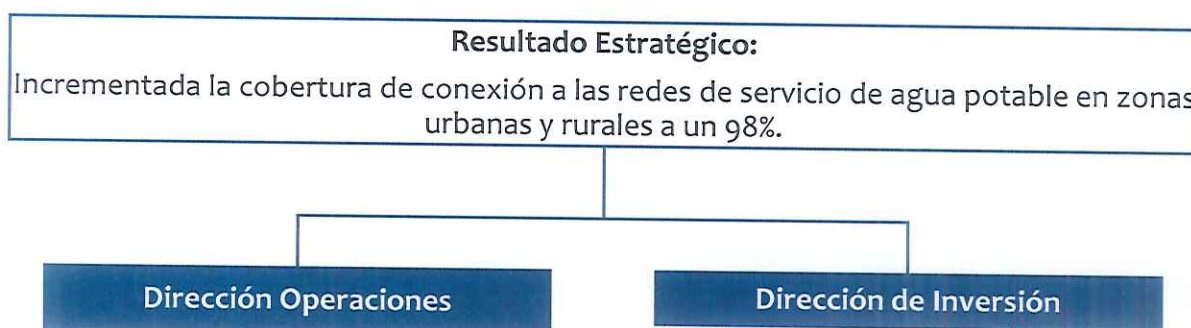 Resultado Estratégico:
Incrementada la cobertura de conexión a las redes de servicio de agua potable en zonas
urbanas y rurales a un 98%.
Dirección Operaciones
Dirección de Inversión